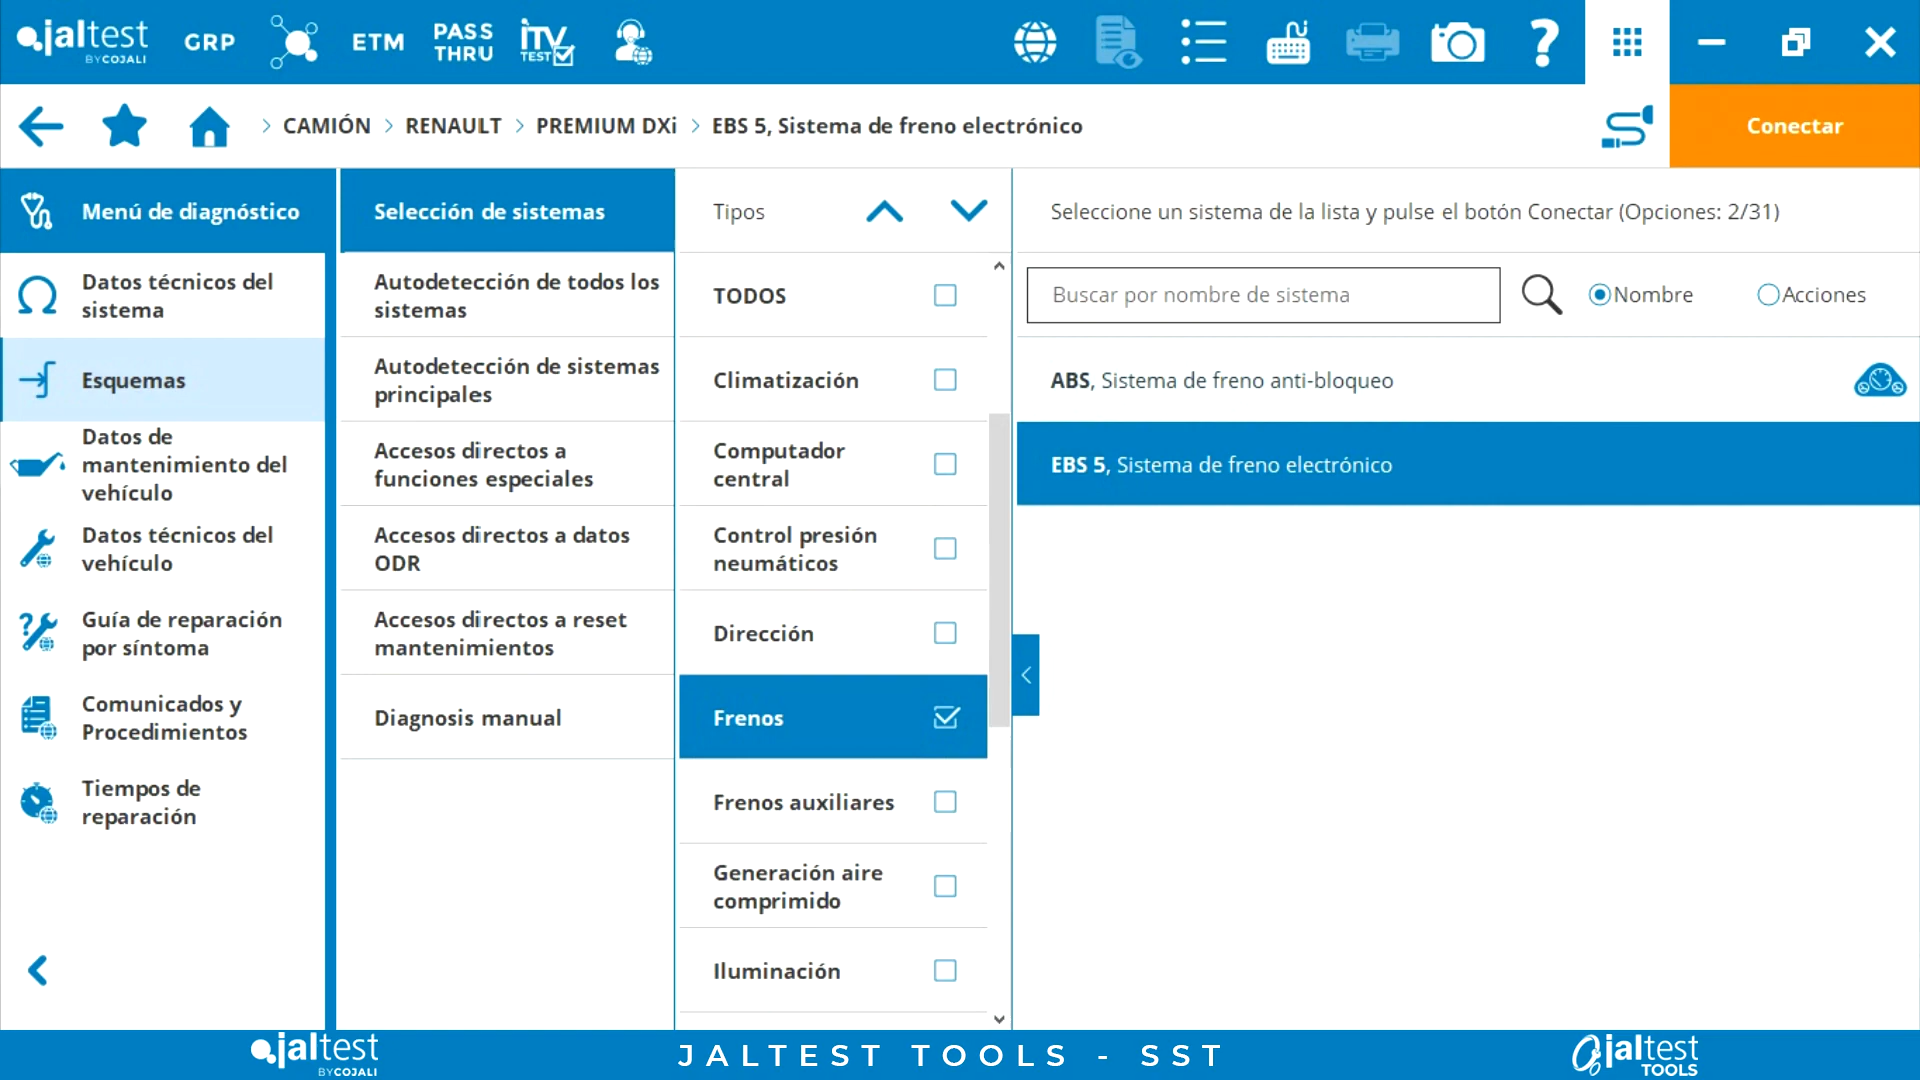 jaltest
BY COJALI
GRP
ETM
PASS
THRU
ITV
TEST
?
> CAMIÓN > RENAULT > PREMIUM DXi > EBS 5, Sistema de freno electrónico
Conectar
Menú de diagnóstico
Datos técnicos del
sistema
Esquemas
Datos de
mantenimiento del
vehículo
Datos técnicos del
vehículo
Guía de reparación
por síntoma
Comunicados y
Procedimientos
Tiempos de
reparación
Selección de sistemas
Autodetección de todos los
sistemas
Autodetección de sistemas
principales
Accesos directos a
funciones especiales
Accesos directos a datos
ODR
Accesos directos a reset
mantenimientos
Diagnosis manual
Tipos
TODOS
Climatización
Computador
central
Control presión
neumáticos
Dirección
Frenos
Frenos auxiliares
Generación aire
comprimido
Iluminación
Seleccione un sistema de la lista y pulse el botón Conectar (Opciones: 2/31)
Buscar por nombre de sistema
Nombre
Acciones
ABS, Sistema de freno anti-bloqueo
EBS 5, Sistema de freno electrónico
jaltest
BY COJALI
JALTEST TOOLS - SST
jaltest
TOOLS